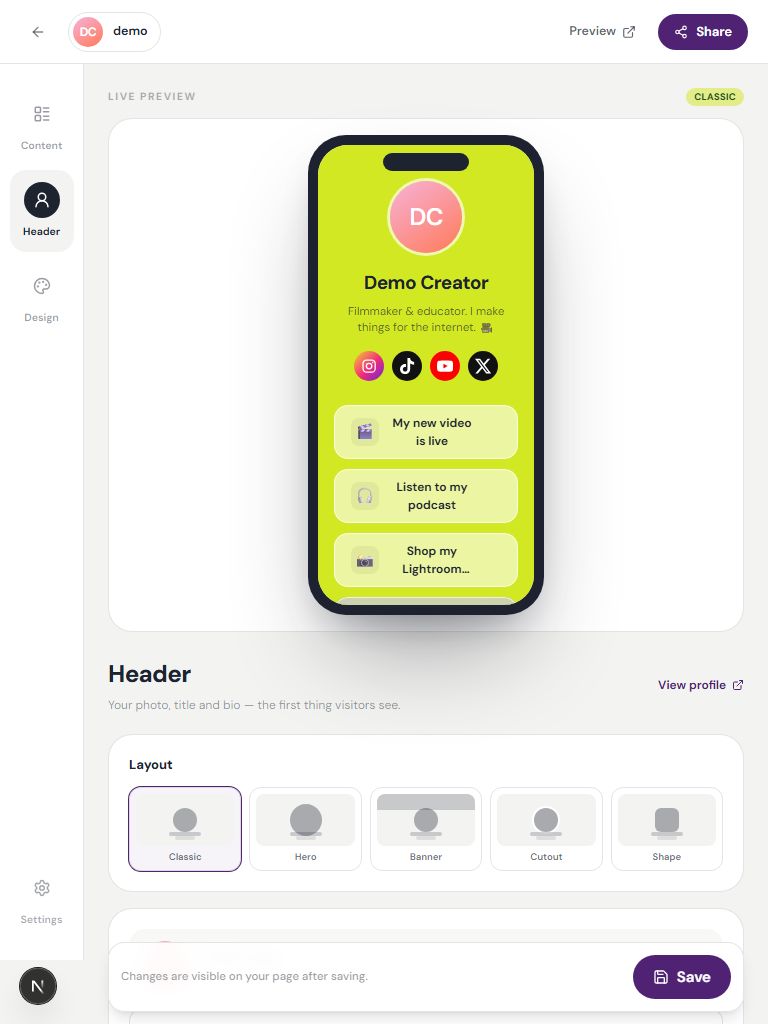 DC
demo
Preview
Share
LIVE PREVIEW
CLASSIC
Content
Header
Design
Settings
N
DC
Demo Creator
Filmmaker & educator. I make
things for the internet. 🎥
My new video
is live
Listen to my
podcast
Shop my
Lightroom...
Header
View profile
Your photo, title and bio — the first thing visitors see.
Layout
Classic
Hero
Banner
Cutout
Shape
Changes are visible on your page after saving.
Save